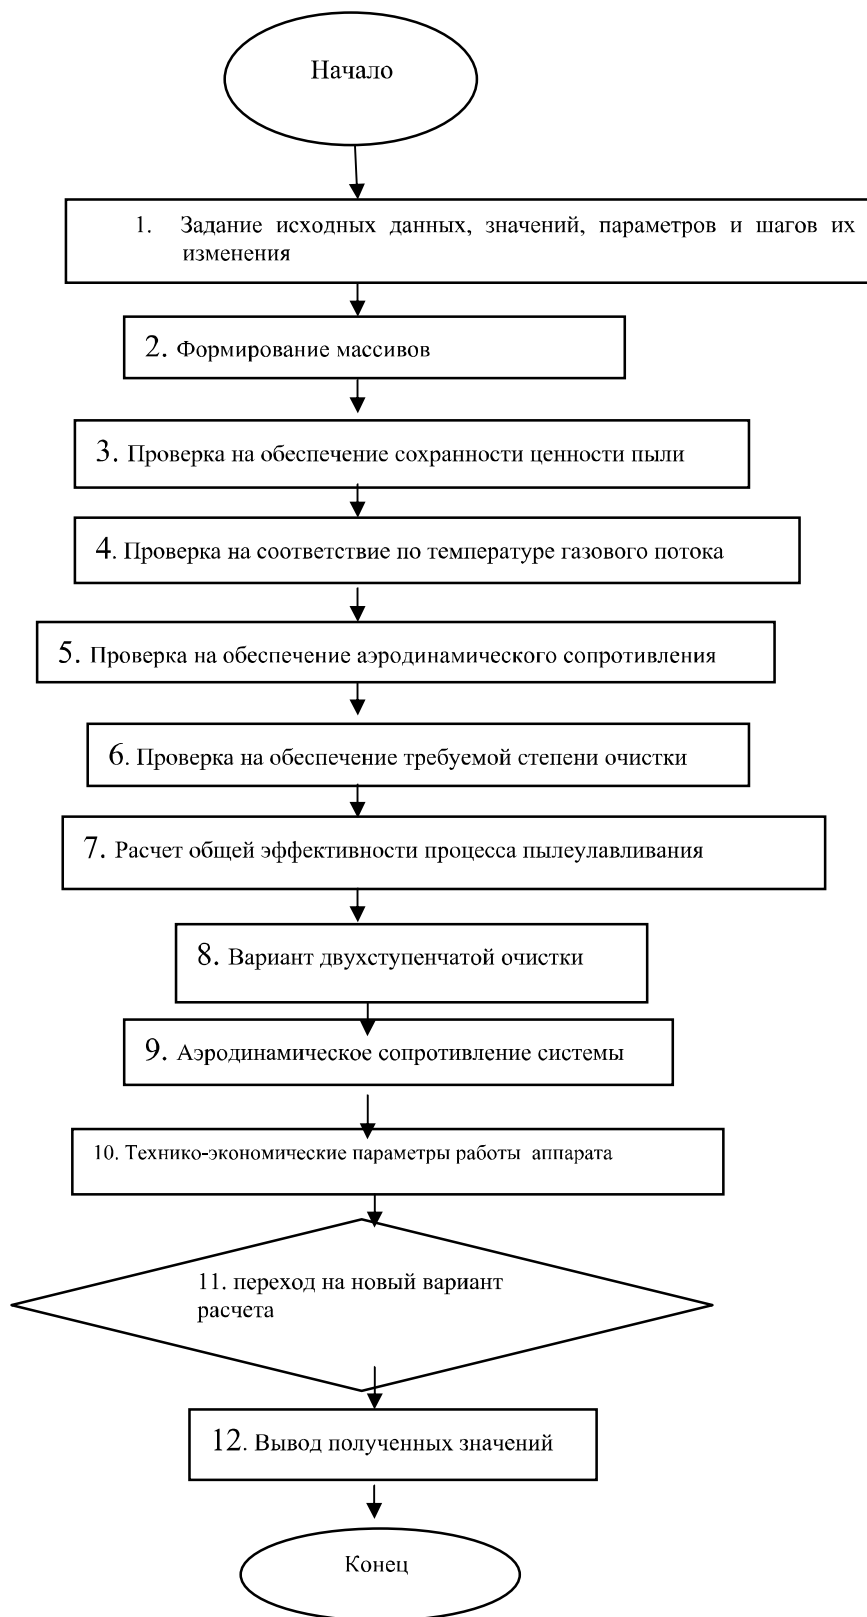 Начало
1. Задание исходных данных, значений, параметров и шагов их
изменения
2. Формирование массивов
3. Проверка на обеспечение сохранности ценности пыли
4. Проверка на соответствие по температуре газового потока
5. Проверка на обеспечение аэродинамического сопротивления
6. Проверка на обеспечение требуемой степени очистки
7. Расчет общей эффективности процесса пылеулавливания
8. Вариант двухступенчатой очистки
9. Аэродинамическое сопротивление системы
10. Технико-экономические параметры работы аппарата
11. переход на новый вариант
расчета
12. Вывод полученных значений
Конец